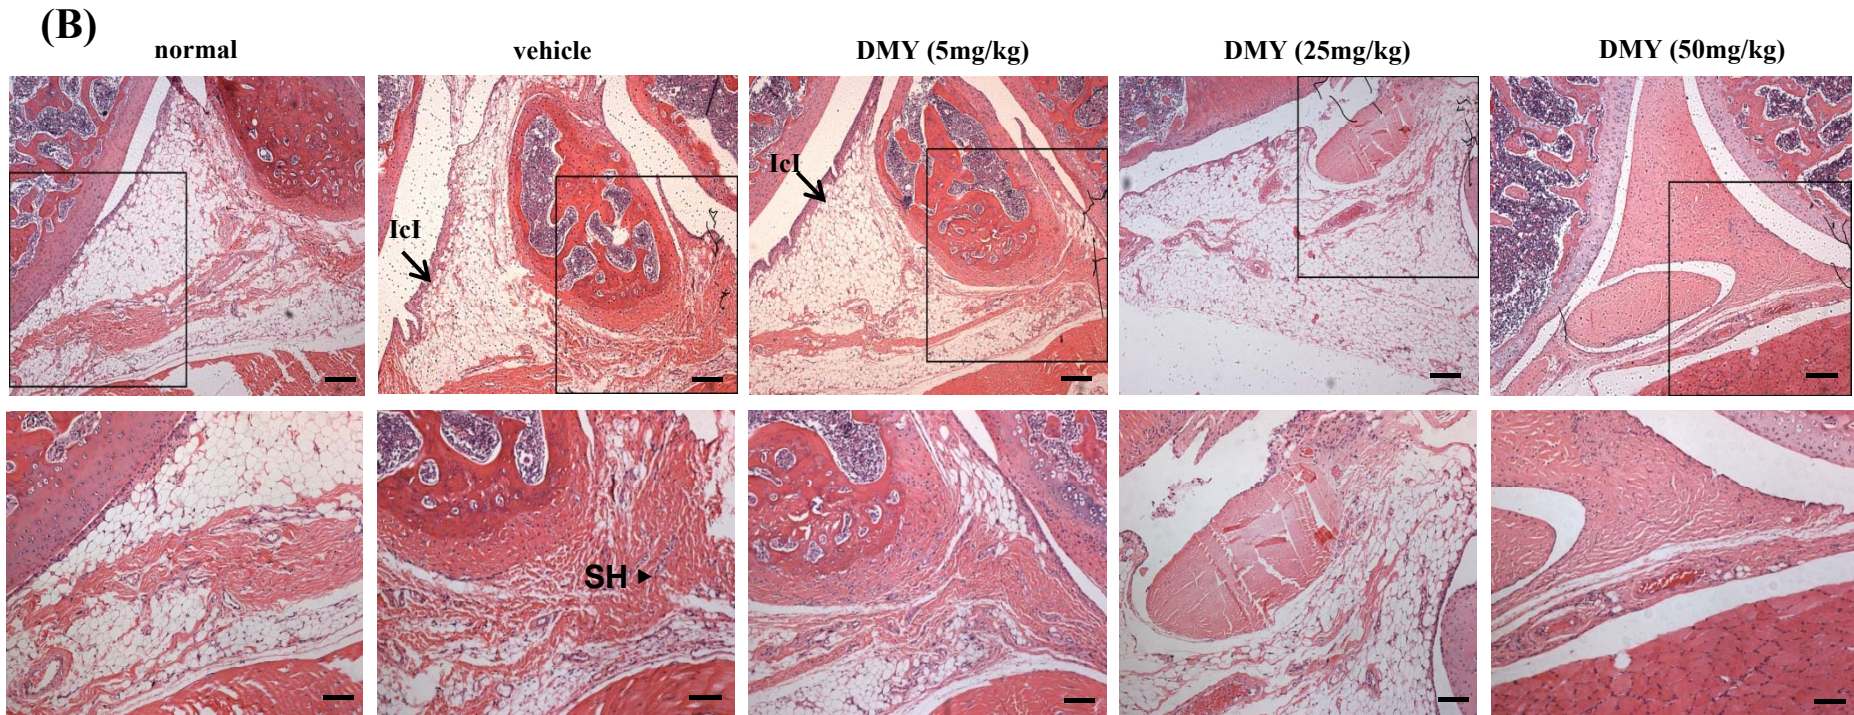 (B)
normal
vehicle
DMY (5mg/kg)
DMY (25mg/kg)
DMY (50mg/kg)
IcI
IcI
SH